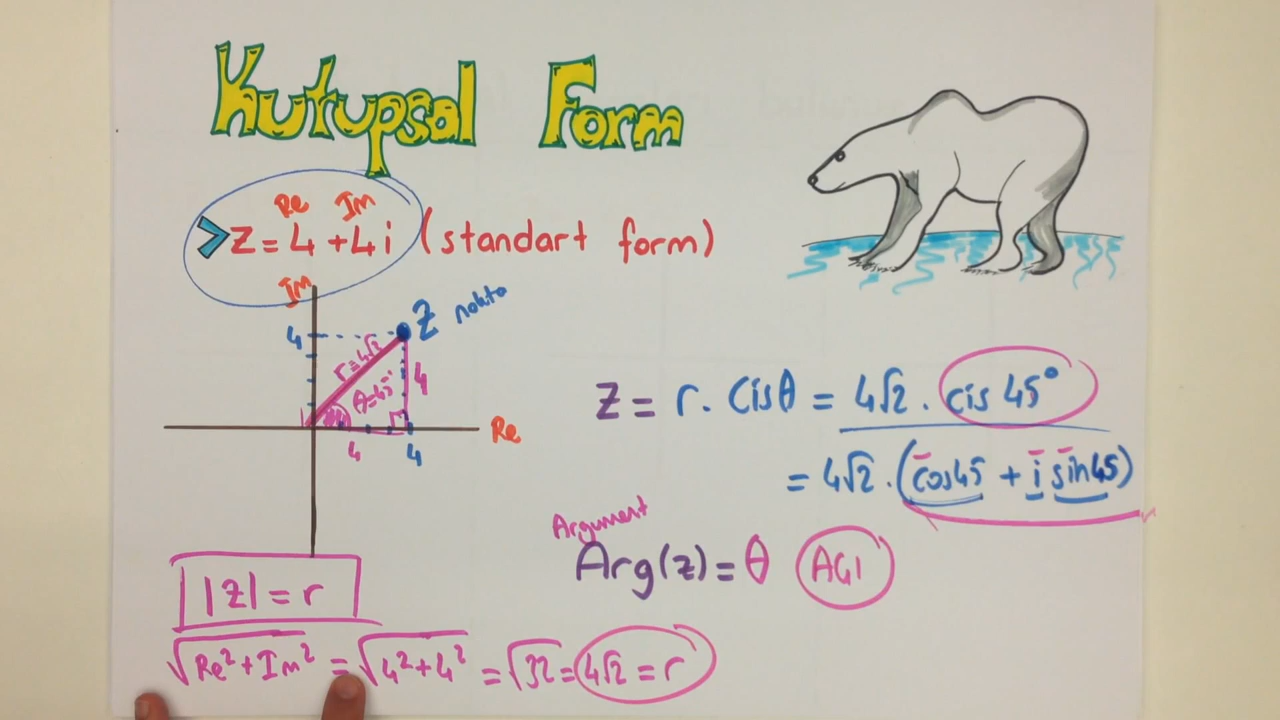 Kutupsal Form
Re Im
> z = 4 + 4i (standart form)
Im
4
Z nokta
r=4√2
θ=45°
4
Re
4
4
Z = r. Cisθ = 4√2 . cis 45°
= 4√2 . (cos45 + i sin45)
Argument
Arg(z) = θ AÇI
|Z| = r
√Re²+Im² = √4²+4² = √32 = 4√2 = r